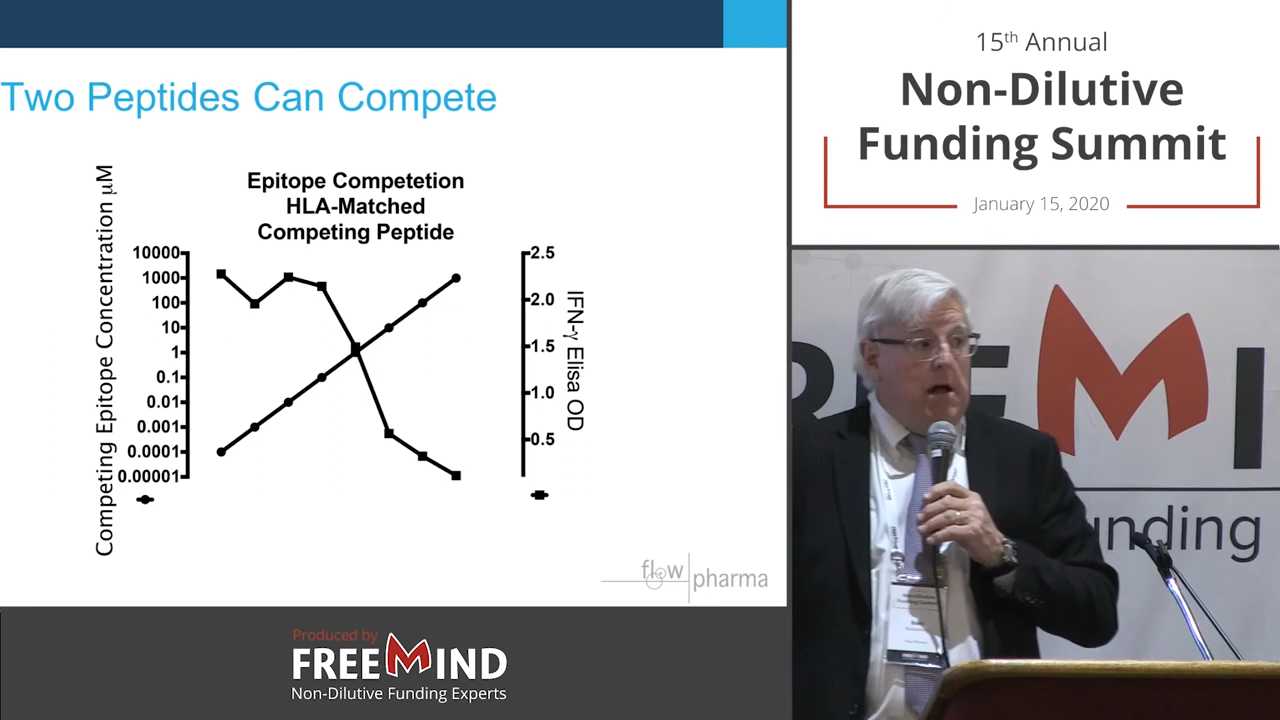 Two Peptides Can Compete
Epitope Competetion
HLA-Matched
Competing Peptide
Competing Epitope Concentration μM
10000
1000
100
10
1
0.1
0.01
0.001
0.0001
0.00001
2.5
2.0
1.5
1.0
0.5
IFN-γ Elisa OD
flow pharma
Produced by
FREEMIND
Non-Dilutive Funding Experts
15th Annual
Non-Dilutive
Funding Summit
January 15, 2020
MI
unding